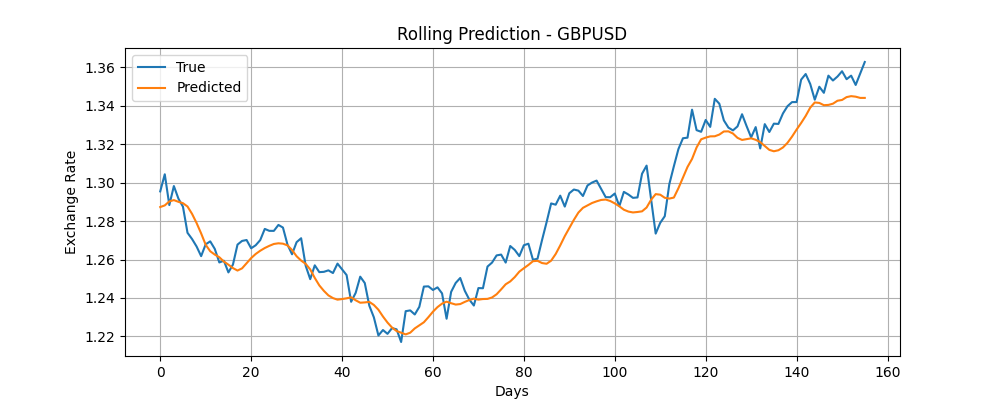 Rolling Prediction - GBPUSD
True
Predicted
Exchange Rate
1.36
1.34
1.32
1.30
1.28
1.26
1.24
1.22
0 20 40 60 80 100 120 140 160
Days